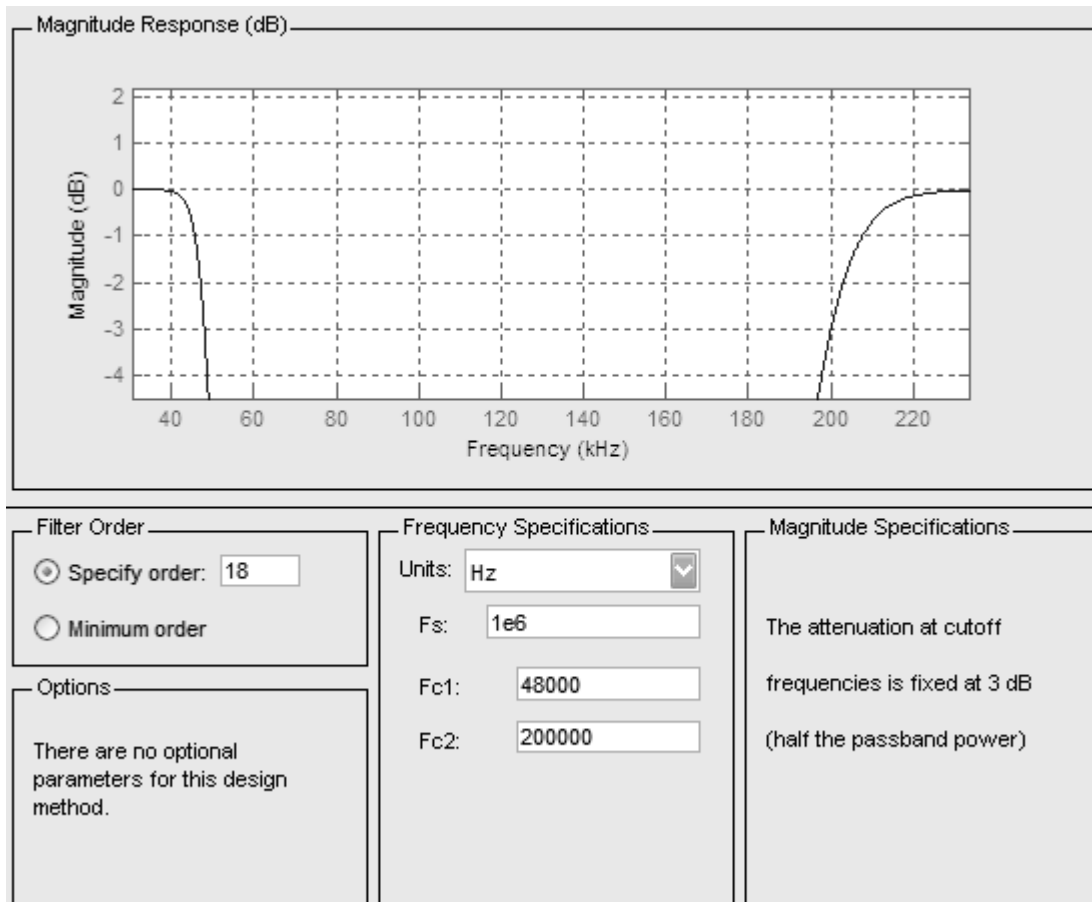 Magnitude Response (dB)
2
1
0
-1
-2
-3
-4
Magnitude (dB)
40 60 80 100 120 140 160 180 200 220
Frequency (kHz)
Filter Order
Specify order: 18
Minimum order
Options
There are no optional
parameters for this design
method.
Frequency Specifications
Units: Hz
Fs: 1e6
Fc1: 48000
Fc2: 200000
Magnitude Specifications
The attenuation at cutoff
frequencies is fixed at 3 dB
(half the passband power)